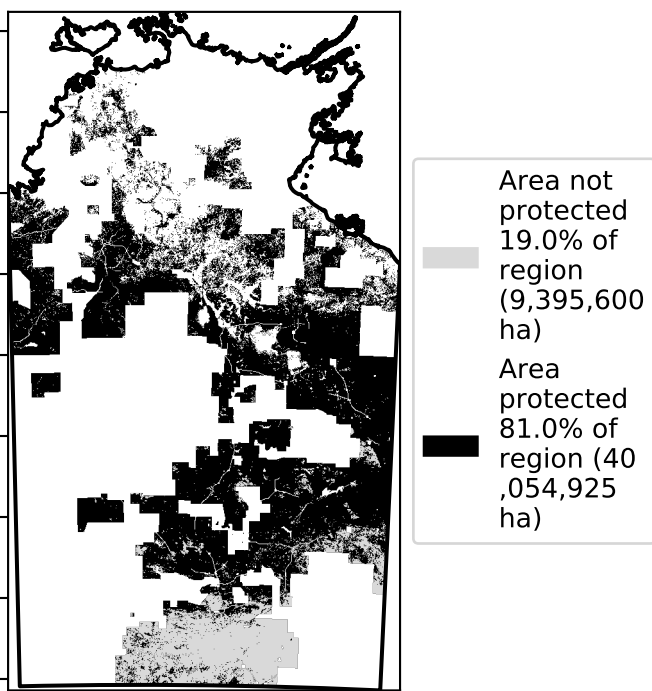 Area not
protected
19.0% of
region
(9,395,600
ha)
Area
protected
81.0% of
region (40
,054,925
ha)